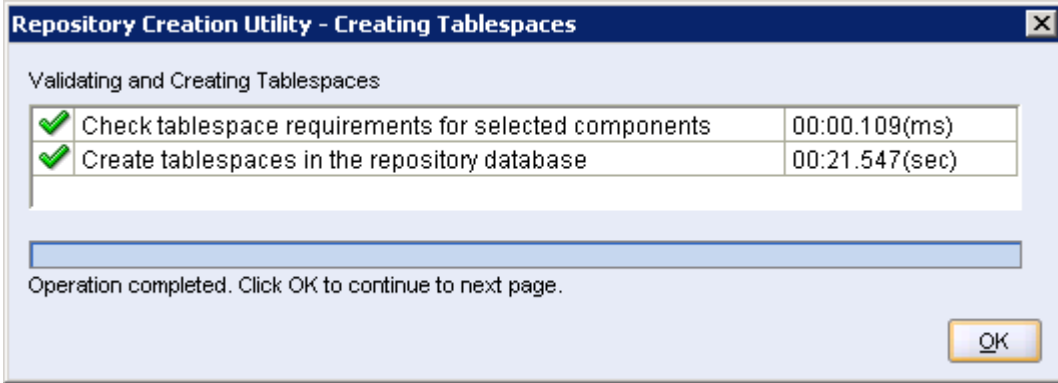 Repository Creation Utility - Creating Tablespaces
Validating and Creating Tablespaces
Check tablespace requirements for selected components 00:00.109(ms)
Create tablespaces in the repository database 00:21.547(sec)
Operation completed. Click OK to continue to next page.
OK